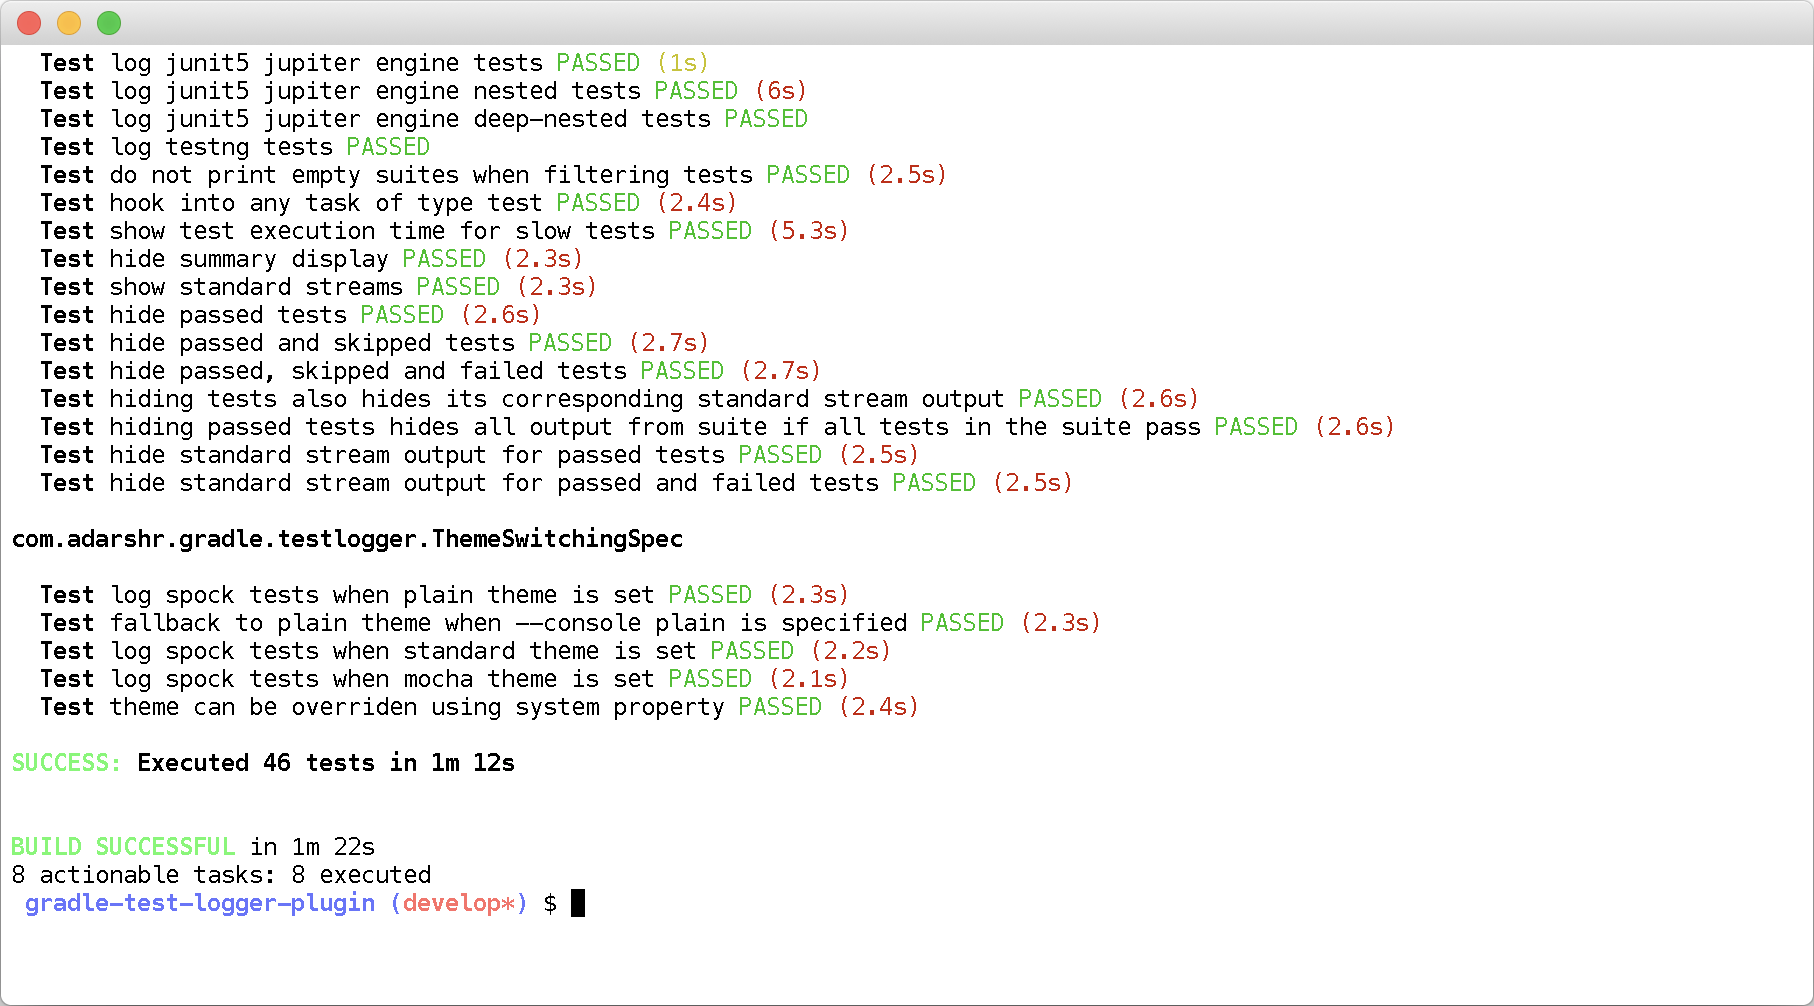 Test log junit5 jupiter engine tests PASSED (1s)
Test log junit5 jupiter engine nested tests PASSED (6s)
Test log junit5 jupiter engine deep-nested tests PASSED
Test log testng tests PASSED
Test do not print empty suites when filtering tests PASSED (2.5s)
Test hook into any task of type test PASSED (2.4s)
Test show test execution time for slow tests PASSED (5.3s)
Test hide summary display PASSED (2.3s)
Test show standard streams PASSED (2.3s)
Test hide passed tests PASSED (2.6s)
Test hide passed and skipped tests PASSED (2.7s)
Test hide passed, skipped and failed tests PASSED (2.7s)
Test hiding tests also hides its corresponding standard stream output PASSED (2.6s)
Test hiding passed tests hides all output from suite if all tests in the suite pass PASSED (2.6s)
Test hide standard stream output for passed tests PASSED (2.5s)
Test hide standard stream output for passed and failed tests PASSED (2.5s)
com.adarshr.gradle.testlogger.ThemeSwitchingSpec
Test log spock tests when plain theme is set PASSED (2.3s)
Test fallback to plain theme when --console plain is specified PASSED (2.3s)
Test log spock tests when standard theme is set PASSED (2.2s)
Test log spock tests when mocha theme is set PASSED (2.1s)
Test theme can be overriden using system property PASSED (2.4s)
SUCCESS: Executed 46 tests in 1m 12s
BUILD SUCCESSFUL in 1m 22s
8 actionable tasks: 8 executed
gradle-test-logger-plugin (develop*) $